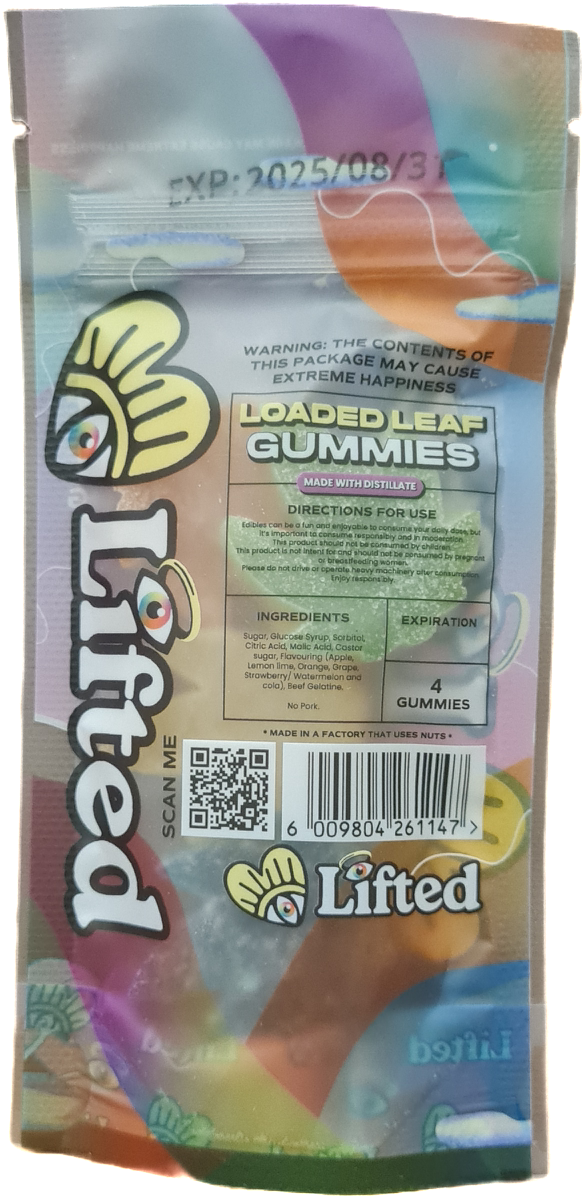 EXP:2025/08/31
WARNING: THE CONTENTS OF
THIS PACKAGE MAY CAUSE
EXTREME HAPPINESS
LOADED LEAF
GUMMIES
MADE WITH DISTILLATE
DIRECTIONS FOR USE
Edibles can be a fun and enjoyable to consume your daily dose, but
it's important to consume responsibly and in moderation.
This product should not be consumed by children.
This product is not intent for and should not be consumed by pregnant
or breastfeeding women.
Please do not drive or operate heavy machinery after consumption.
Enjoy responsibly.
INGREDIENTS
Sugar, Glucose Syrup, Sorbitol,
Citric Acid, Malic Acid, Castor
sugar, Flavouring (Apple,
Lemon lime, Orange, Grape,
Strawberry/ Watermelon and
cola), Beef Gelatine.
No Pork.
EXPIRATION
4
GUMMIES
• MADE IN A FACTORY THAT USES NUTS •
SCAN ME
6 009804 261147 >
Lifted
Lifted
Lifted